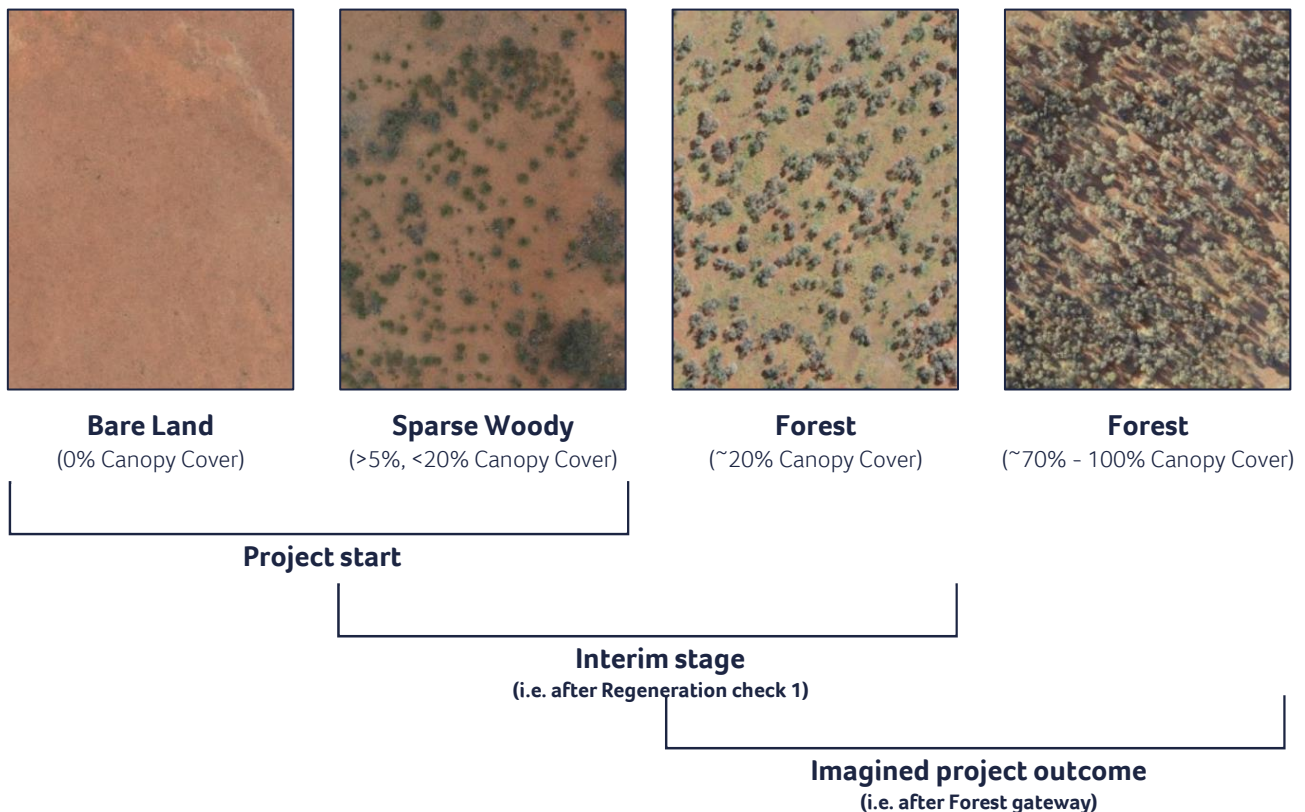 Bare Land
(0% Canopy Cover)
Sparse Woody
(>5%, <20% Canopy Cover)
Forest
(~20% Canopy Cover)
Forest
(~70% - 100% Canopy Cover)
Project start
Interim stage
(i.e. after Regeneration check 1)
Imagined project outcome
(i.e. after Forest gateway)